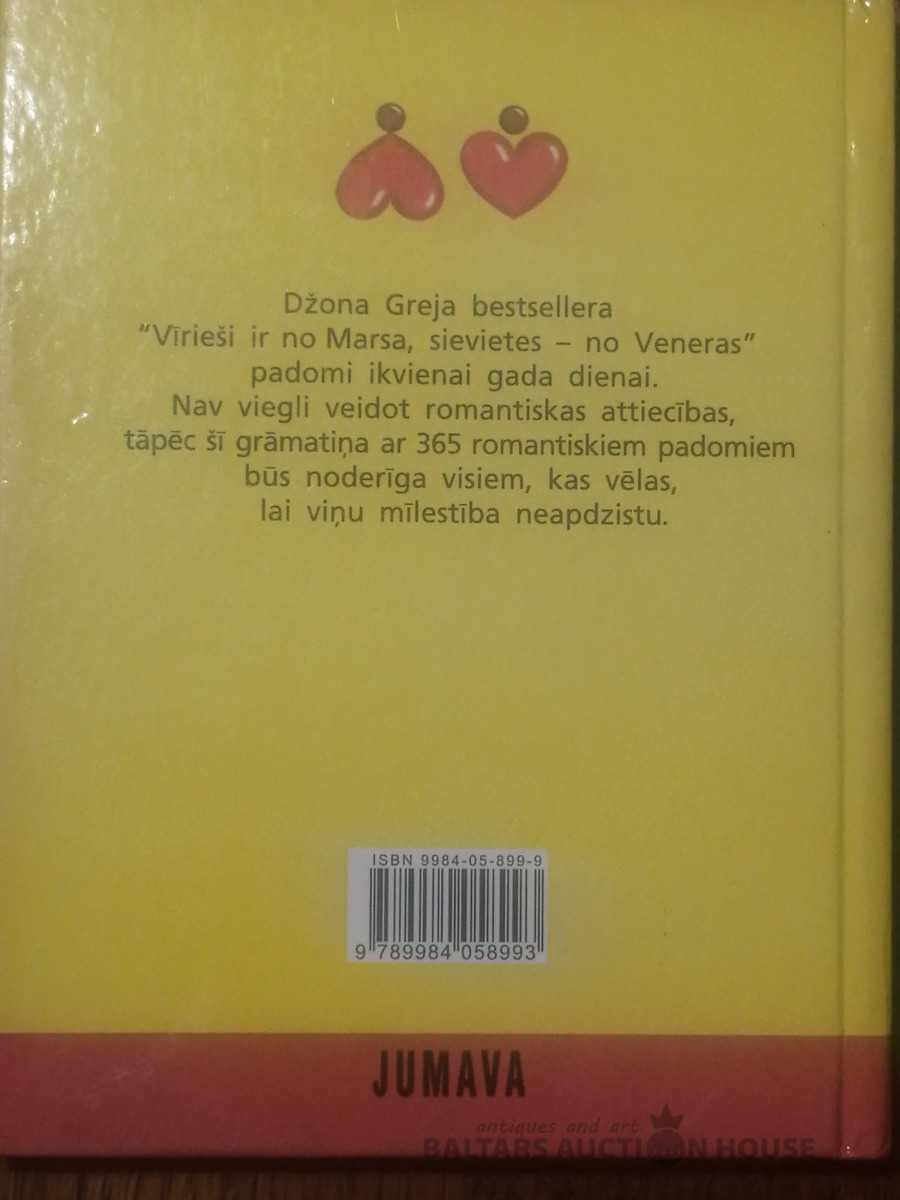 Džona Greja bestsellera
“Vīrieši ir no Marsa, sievietes – no Veneras”
padomi ikvienai gada dienai.
Nav viegli veidot romantiskas attiecības,
tāpēc šī grāmatiņa ar 365 romantiskiem padomiem
būs noderīga visiem, kas vēlas,
lai viņu mīlestība neapdzistu.
ISBN 9984-05-899-9
9 789984 058993
JUMAVA
antiques and art
BALTARS AUCTION HOUSE